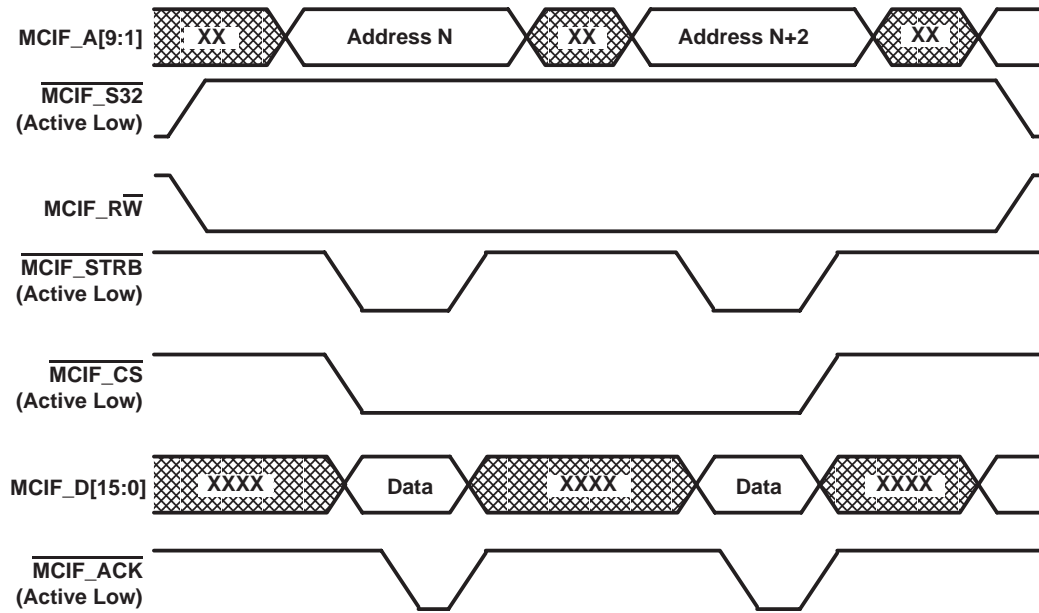 MCIF_A[9:1] XX Address N XX Address N+2 XX
MCIF_S32
(Active Low)
MCIF_RW
MCIF_STRB
(Active Low)
MCIF_CS
(Active Low)
MCIF_D[15:0] XXXX Data XXXX Data XXXX
MCIF_ACK
(Active Low)